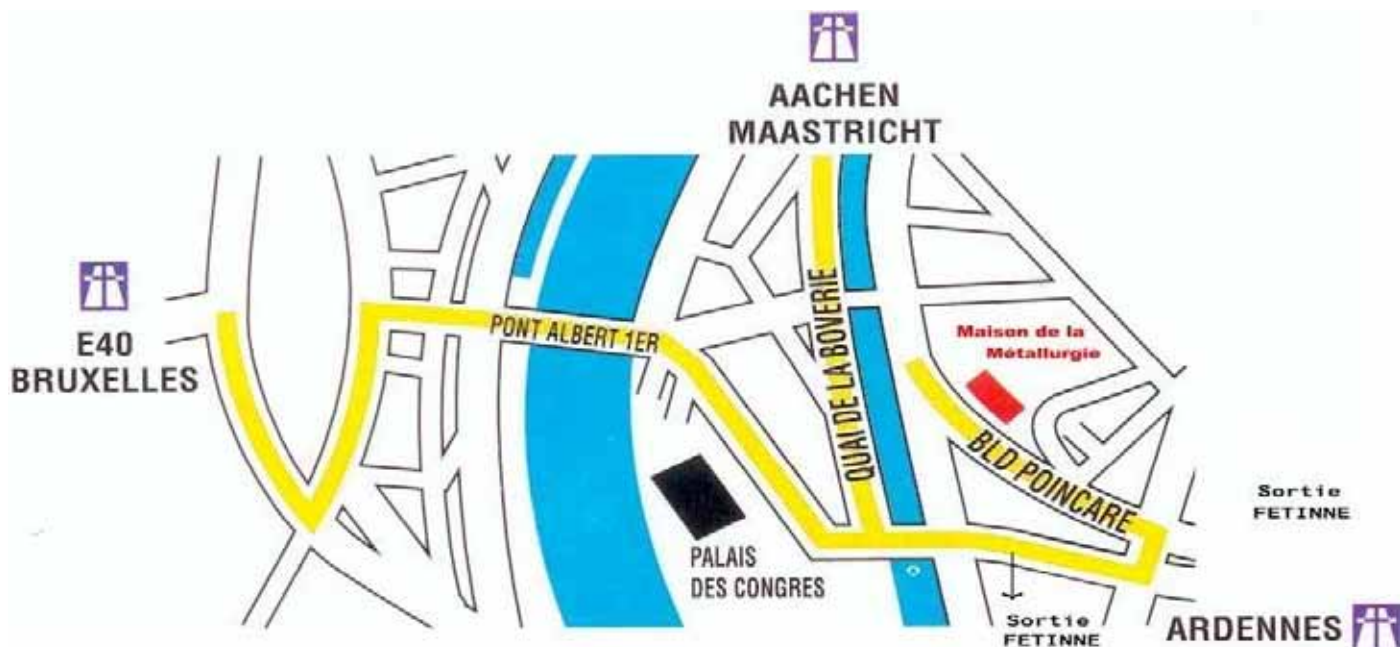 AACHEN
MAASTRICHT
E40
BRUXELLES
PONT ALBERT 1ER
QUAI DE LA BOVERIE
Maison de la
Métallurgie
BLD POINCARE
PALAIS
DES CONGRES
Sortie
FETINNE
Sortie
FETINNE
ARDENNES